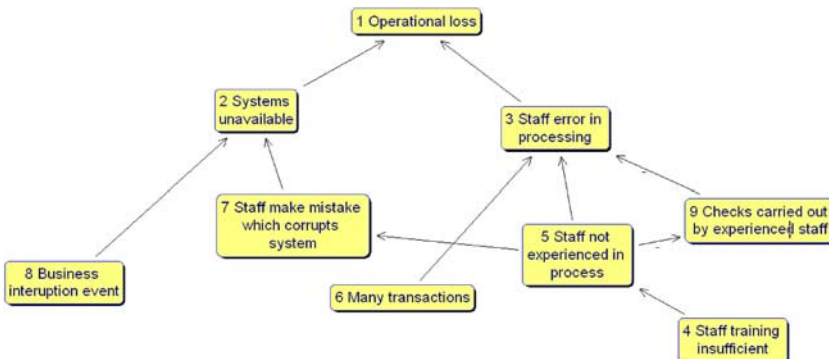 1 Operational loss
2 Systems
unavailable
3 Staff error in
processing
7 Staff make mistake
which corrupts
system
9 Checks carried out
by experienced staff
5 Staff not
experienced in
process
8 Business
interuption event
6 Many transactions
4 Staff training
insufficient
-
-